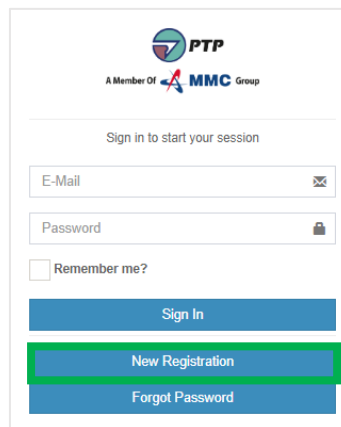 PTP
A Member Of MMC Group
Sign in to start your session
E-Mail
Password
Remember me?
Sign In
New Registration
Forgot Password